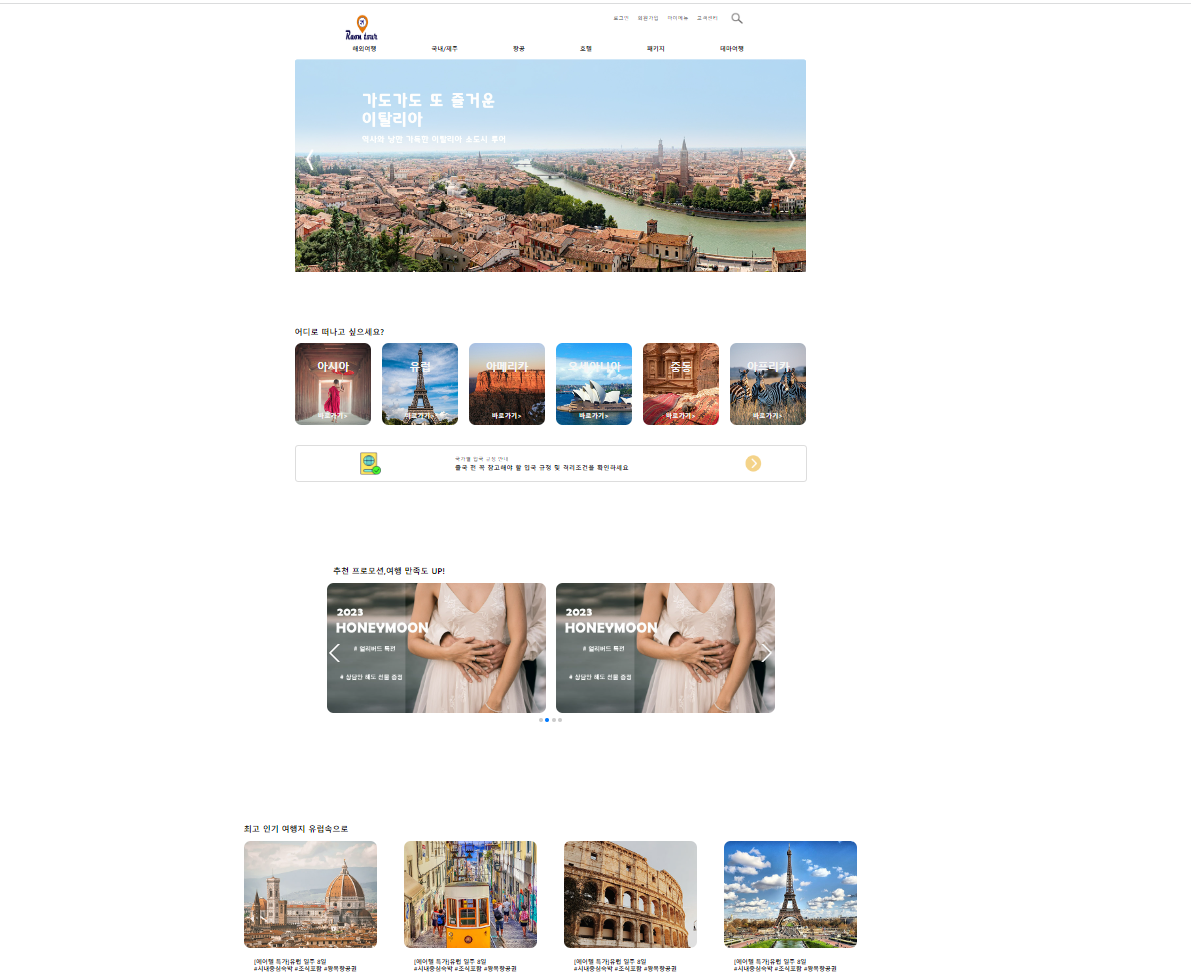 로그인 회원가입 마이메뉴 고객센터
Raon tour
해외여행 국내/제주 항공 호텔 패키지 테마여행
가도가도 또 즐거운
이탈리아
역사와 낭만 가득한 이탈리아 소도시 투어
어디로 떠나고 싶으세요?
아시아 유럽 아메리카 오세아니아 중동 아프리카
바로가기> 바로가기> 바로가기> 바로가기> 바로가기> 바로가기>
국가별 입국 규정 안내
출국 전 꼭 참고해야 할 입국 규정 및 격리조건을 확인하세요
추천 프로모션,여행 만족도 UP!
2023
HONEYMOON
# 얼리버드 특전
# 상담만 해도 선물 증정
2023
HONEYMOON
# 얼리버드 특전
# 상담만 해도 선물 증정
최고 인기 여행지 유럽속으로
[에어텔 특가]유럽 일주 8일
#시내중심숙박 #조식포함 #왕복항공권
[에어텔 특가]유럽 일주 8일
#시내중심숙박 #조식포함 #왕복항공권
[에어텔 특가]유럽 일주 8일
#시내중심숙박 #조식포함 #왕복항공권
[에어텔 특가]유럽 일주 8일
#시내중심숙박 #조식포함 #왕복항공권